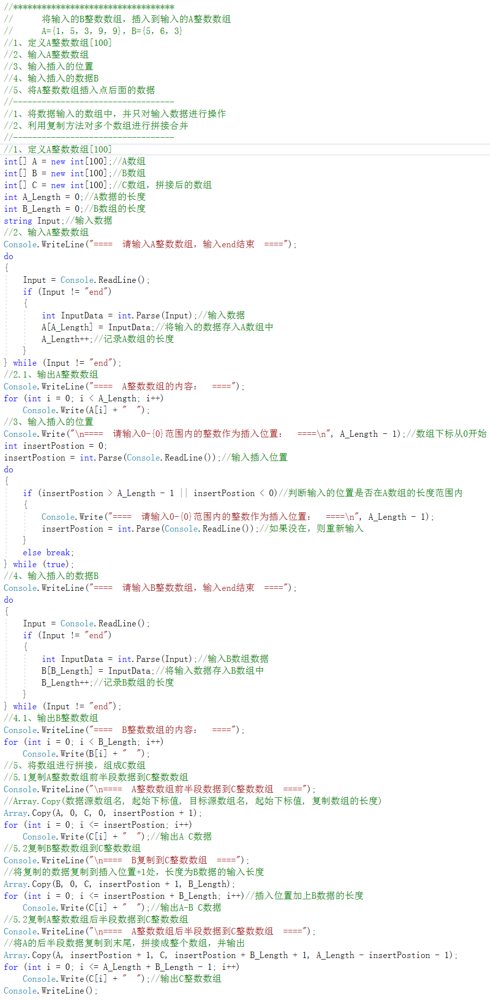 //**********************************
//      将输入的B整数数组，插入到输入的A整数数组
//      A={1，5，3，9，9}，B={5，6，3}
//1、定义A整数数组[100]
//2、输入A整数数组
//3、输入插入的位置
//4、输入插入的数据B
//5、将A整数数组插入点后面的数据
//----------------------------------
//1、将数据输入的数组中，并只对输入数据进行操作
//2、利用复制方法对多个数组进行拼接合并
//----------------------------------
//1、定义A整数数组[100]
int[] A = new int[100];//A数组
int[] B = new int[100];//B数组
int[] C = new int[100];//C数组，拼接后的数组
int A_Length = 0;//A数据的长度
int B_Length = 0;//B数组的长度
string Input;//输入数据
//2、输入A整数数组
Console.WriteLine("====  请输入A整数数组，输入end结束  ====");
do
{
    Input = Console.ReadLine();
    if (Input != "end")
    {
        int InputData = int.Parse(Input);//输入数据
        A[A_Length] = InputData;//将输入的数据存入A数组中
        A_Length++;//记录A数组的长度
    }
} while (Input != "end");
//2.1、输出A整数数组
Console.WriteLine("====  A整数数组的内容：  ====");
for (int i = 0; i < A_Length; i++)
    Console.Write(A[i] + "  ");
//3、输入插入的位置
Console.Write("\n====  请输入0-{0}范围内的整数作为插入位置：  ====\n", A_Length - 1);//数组下标从0开始
int insertPostion = 0;
insertPostion = int.Parse(Console.ReadLine());//输入插入位置
do
{
    if (insertPostion > A_Length - 1 || insertPostion < 0)//判断输入的位置是否在A数组的长度范围内
    {
        Console.Write("====  请输入0-{0}范围内的整数作为插入位置：  ====\n", A_Length - 1);
        insertPostion = int.Parse(Console.ReadLine());//如果没在，则重新输入
    }
    else break;
} while (true);
//4、输入插入的数据B
Console.WriteLine("====  请输入B整数数组，输入end结束  ====");
do
{
    Input = Console.ReadLine();
    if (Input != "end")
    {
        int InputData = int.Parse(Input);//输入B数组数据
        B[B_Length] = InputData;//将输入数据存入B数组中
        B_Length++;//记录B数组的长度
    }
} while (Input != "end");
//4.1、输出B整数数组
Console.WriteLine("====  B整数数组的内容：  ====");
for (int i = 0; i < B_Length; i++)
    Console.Write(B[i] + "  ");
//5、将数组进行拼接，组成C数组
//5.1复制A整数数组前半段数据到C整数数组
Console.WriteLine("\n====  A整数数组前半段数据到C整数数组  ====");
//Array.Copy(数据源数组名, 起始下标值, 目标源数组名, 起始下标值, 复制数组的长度)
Array.Copy(A, 0, C, 0, insertPostion + 1);
for (int i = 0; i <= insertPostion; i++)
    Console.Write(C[i] + "  ");//输出A C数据
//5.2复制B整数数组到C整数数组
Console.WriteLine("\n====  B复制到C整数数组  ====");
//将复制的数据复制到插入位置+1处，长度为B数据的输入长度
Array.Copy(B, 0, C, insertPostion + 1, B_Length);
for (int i = 0; i <= insertPostion + B_Length; i++)//插入位置加上B数据的长度
    Console.Write(C[i] + "  ");//输出A-B C数据
//5.2复制A整数数组后半段数据到C整数数组
Console.WriteLine("\n====  A整数数组后半段数据到C整数数组  ====");
//将A的后半段数据复制到末尾，拼接成整个数组，并输出
Array.Copy(A, insertPostion + 1, C, insertPostion + B_Length + 1, A_Length - insertPostion - 1);
for (int i = 0; i <= A_Length + B_Length - 1; i++)
    Console.Write(C[i] + "  ");//输出C整数数组
Console.WriteLine();